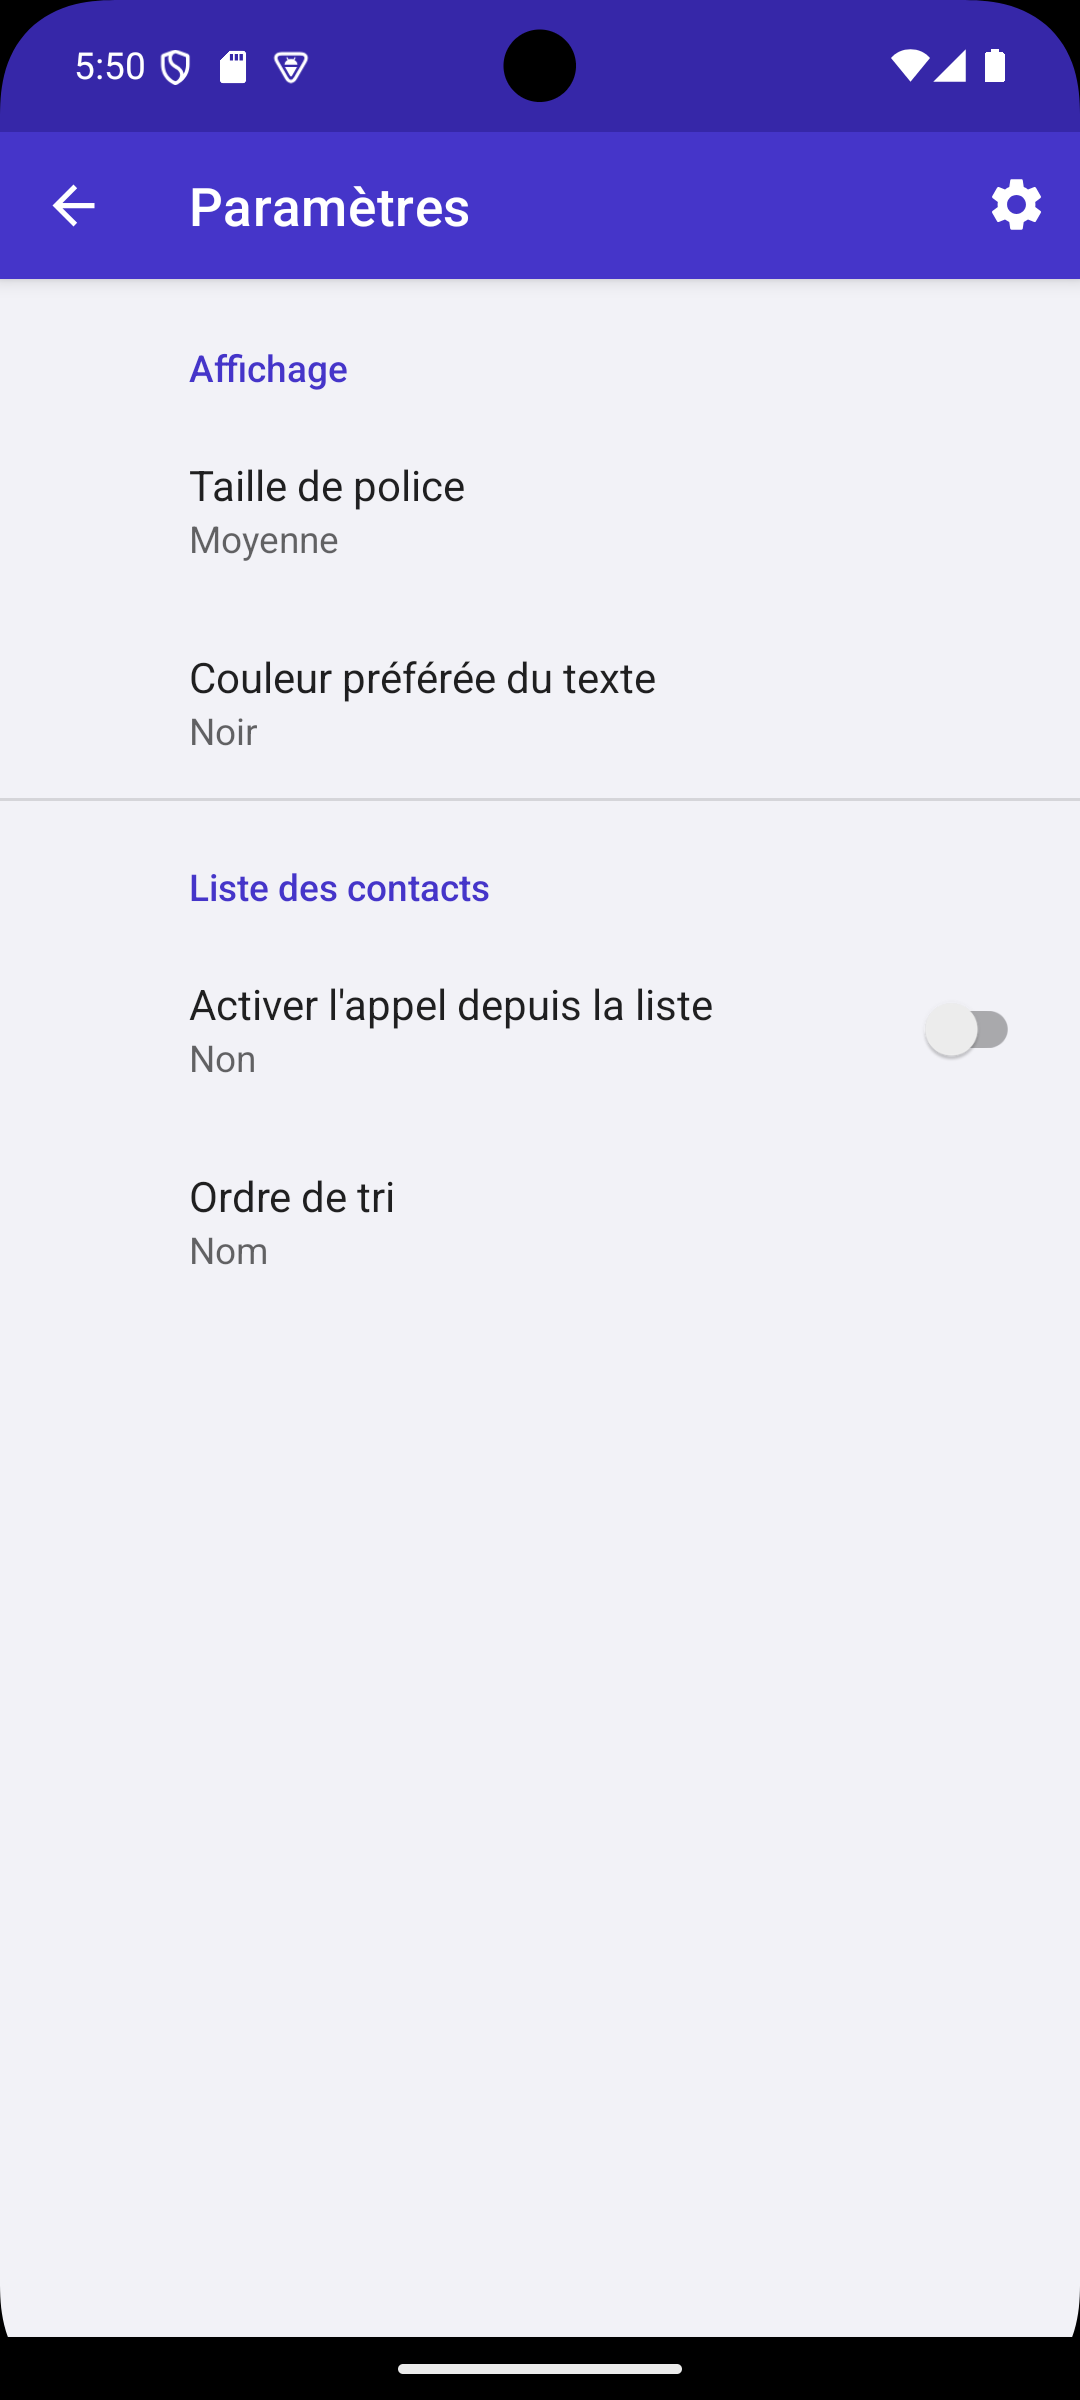 5:50
Paramètres
Affichage
Taille de police
Moyenne
Couleur préférée du texte
Noir
Liste des contacts
Activer l'appel depuis la liste
Non
Ordre de tri
Nom